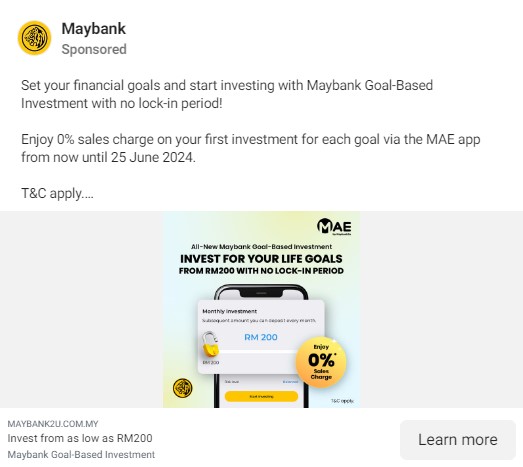 Maybank
Sponsored
Set your financial goals and start investing with Maybank Goal-Based
Investment with no lock-in period!
Enjoy 0% sales charge on your first investment for each goal via the MAE app
from now until 25 June 2024.
T&C apply....
MAE
All-New Maybank Goal-Based Investment
INVEST FOR YOUR LIFE GOALS
FROM RM200 WITH NO LOCK-IN PERIOD
Monthly Investment
Subsequent amount you can deposit every month.
RM 200
RM 200
Enjoy
0%*
Sales
Charge
Start Investing
T&C apply.
MAYBANK2U.COM.MY
Invest from as low as RM200
Maybank Goal-Based Investment
Learn more